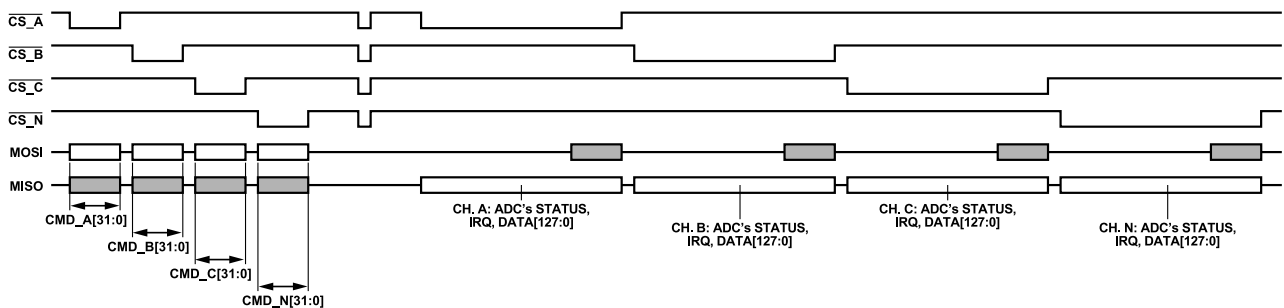 CS_A
CS_B
CS_C
CS_N
MOSI
MISO
CMD_A[31:0]
CMD_B[31:0]
CMD_C[31:0]
CMD_N[31:0]
CH. A: ADC's STATUS,
IRQ, DATA[127:0]
CH. B: ADC's STATUS,
IRQ, DATA[127:0]
CH. C: ADC's STATUS,
IRQ, DATA[127:0]
CH. N: ADC's STATUS,
IRQ, DATA[127:0]